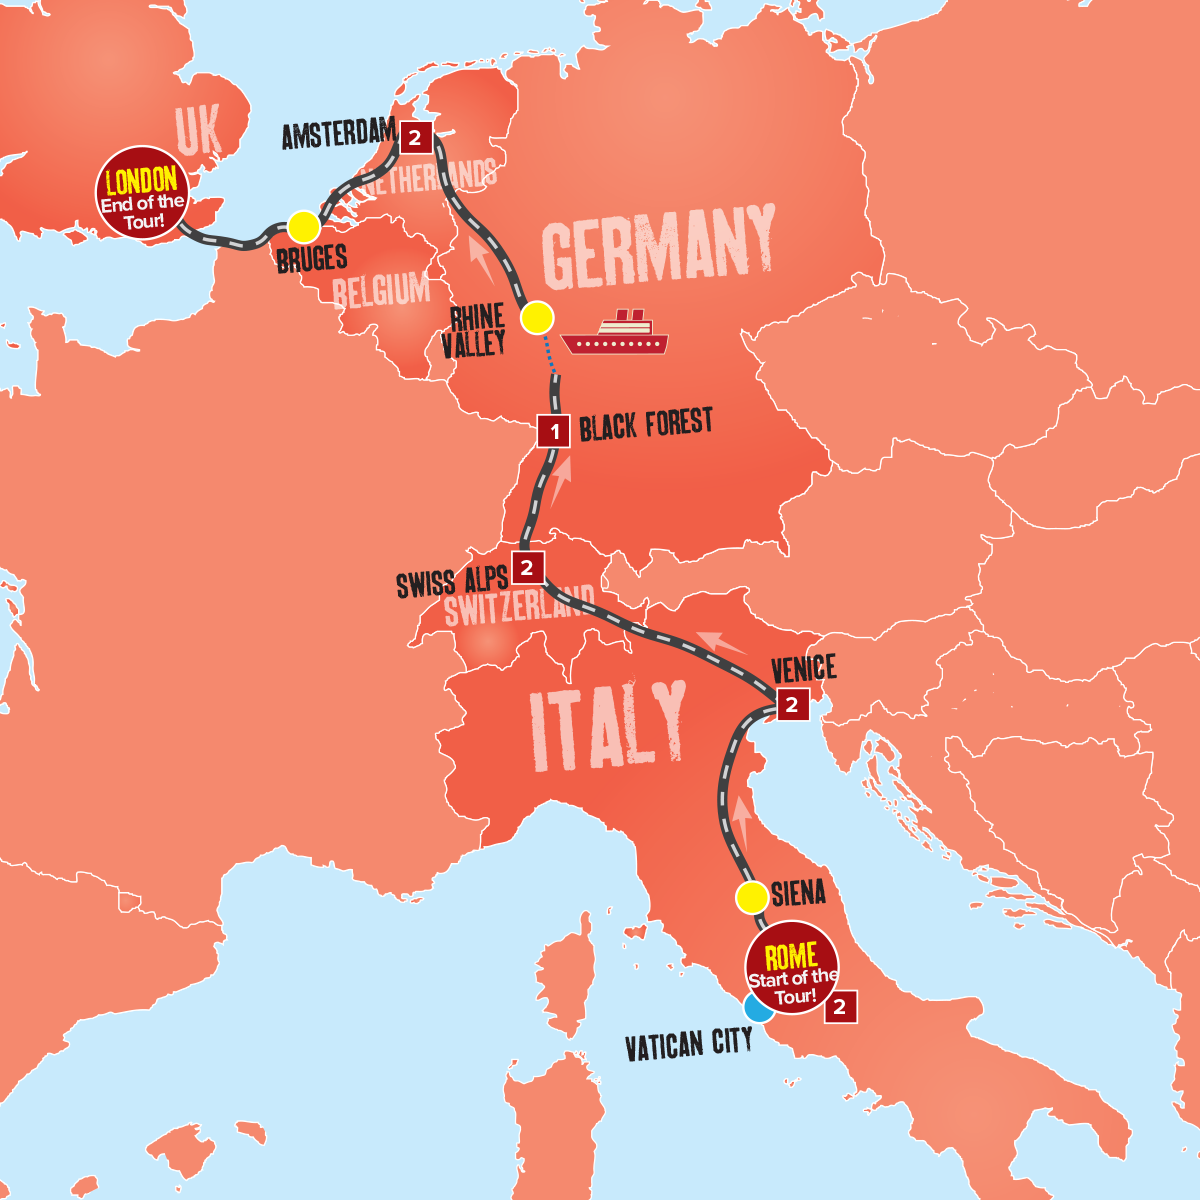 UK
AMSTERDAM
2
LONDON
End of the
Tour!
NETHERLANDS
BRUGES
BELGIUM
GERMANY
RHINE
VALLEY
1
BLACK FOREST
SWISS ALPS
2
SWITZERLAND
VENICE
2
ITALY
SIENA
ROME
Start of the
Tour!
2
VATICAN CITY